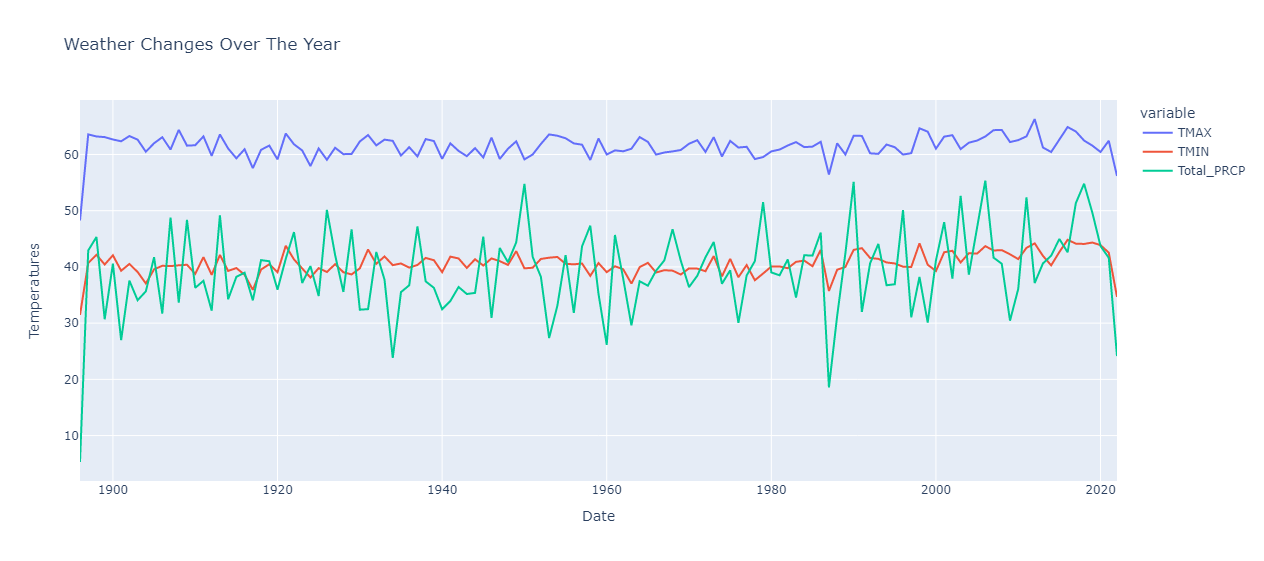 Weather Changes Over The Year
variable
TMAX
TMIN
Total_PRCP
Temperatures
60
50
40
30
20
10
1900
1920
1940
1960
1980
2000
2020
Date